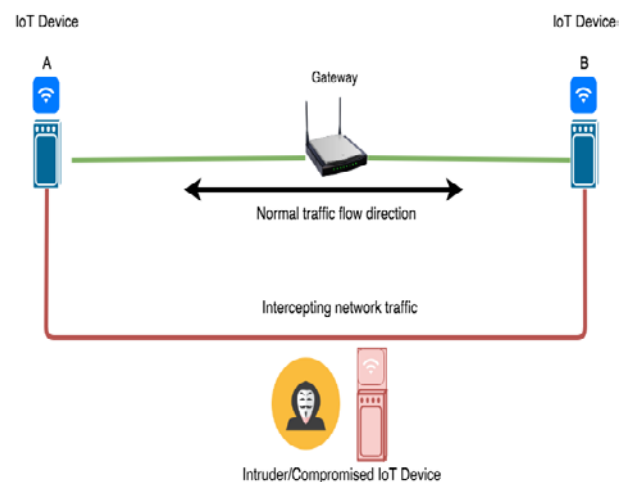 IoT Device
IoT Device
A
B
Gateway
Normal traffic flow direction
Intercepting network traffic
Intruder/Compromised IoT Device